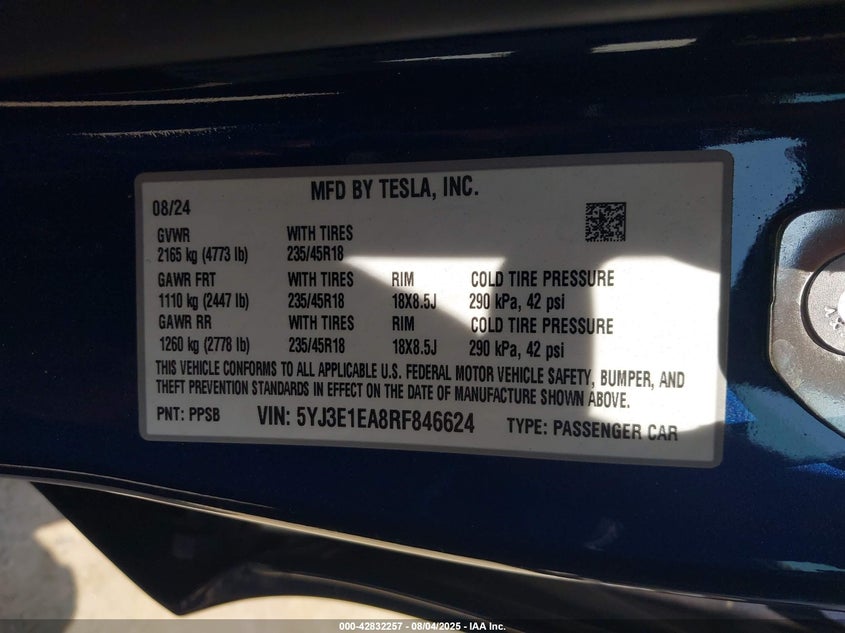 MFD BY TESLA, INC.
08/24
GVWR WITH TIRES
2165 kg (4773 lb) 235/45R18
GAWR FRT WITH TIRES RIM COLD TIRE PRESSURE
1110 kg (2447 lb) 235/45R18 18X8.5J 290 kPa, 42 psi
GAWR RR WITH TIRES RIM COLD TIRE PRESSURE
1260 kg (2778 lb) 235/45R18 18X8.5J 290 kPa, 42 psi
THIS VEHICLE CONFORMS TO ALL APPLICABLE U.S. FEDERAL MOTOR VEHICLE SAFETY, BUMPER, AND
THEFT PREVENTION STANDARDS IN EFFECT ON THE DATE OF MANUFACTURE SHOWN ABOVE.
PNT: PPSB VIN: 5YJ3E1EA8RF846624 TYPE: PASSENGER CAR
000-42832257 - 08/04/2025 - IAA Inc.